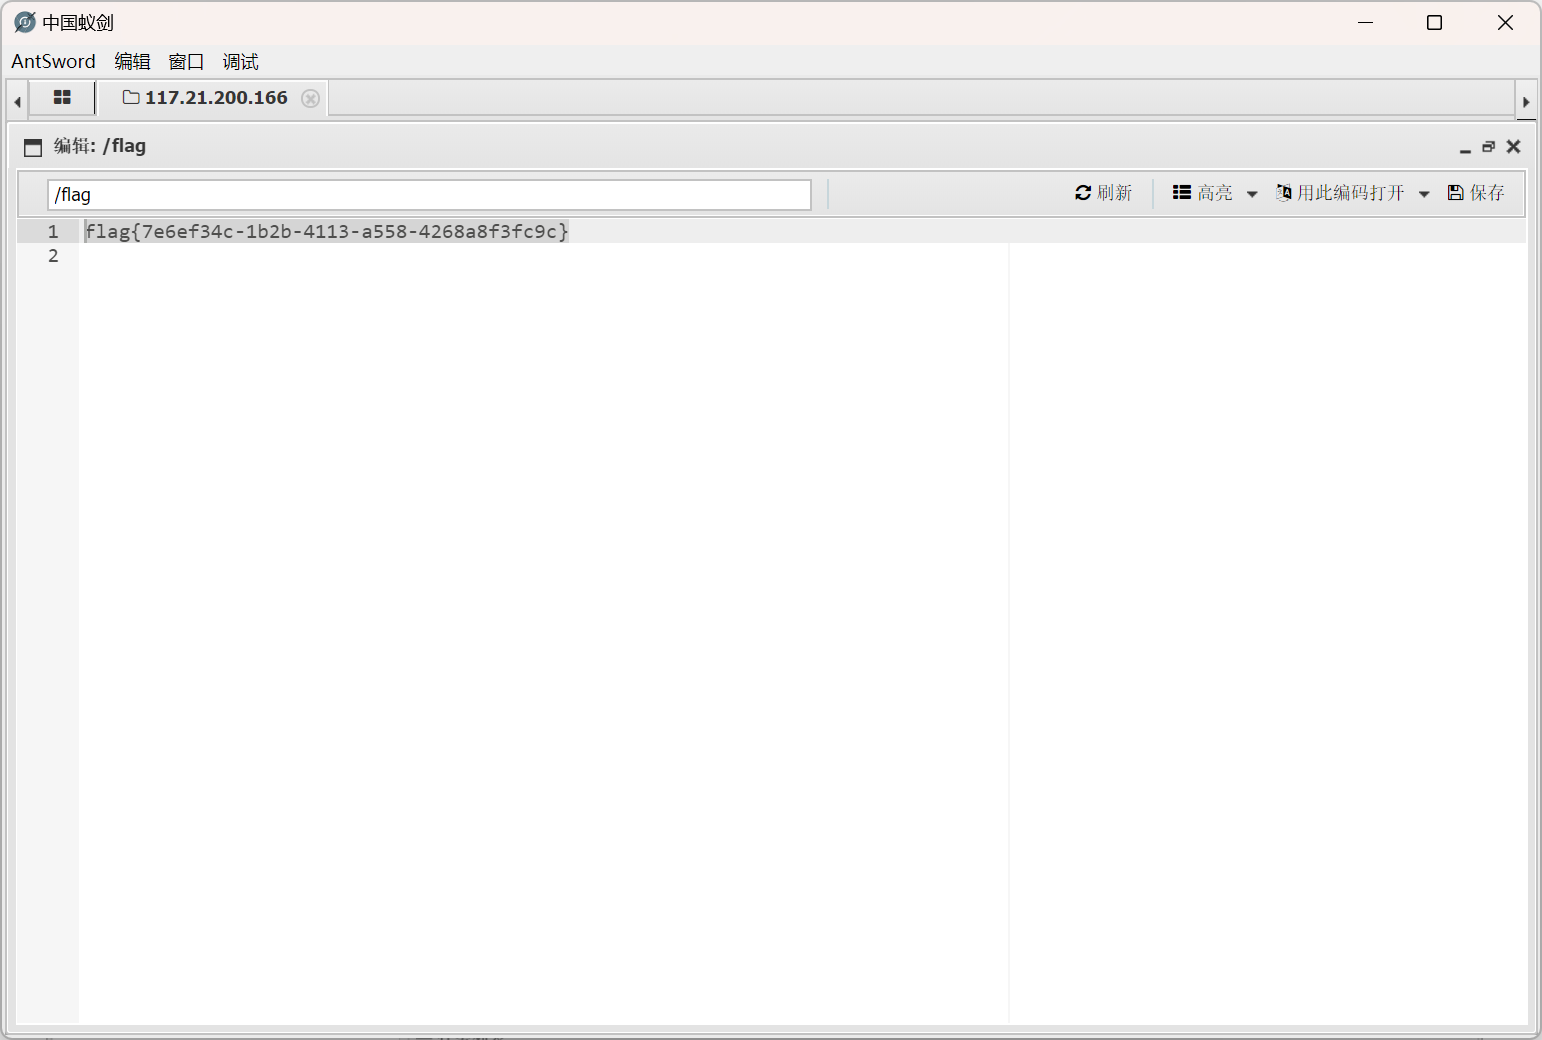 中国蚁剑
AntSword 编辑 窗口 调试
117.21.200.166
编辑: /flag
/flag 刷新 高亮 用此编码打开 保存
1 flag{7e6ef34c-1b2b-4113-a558-4268a8f3fc9c}
2